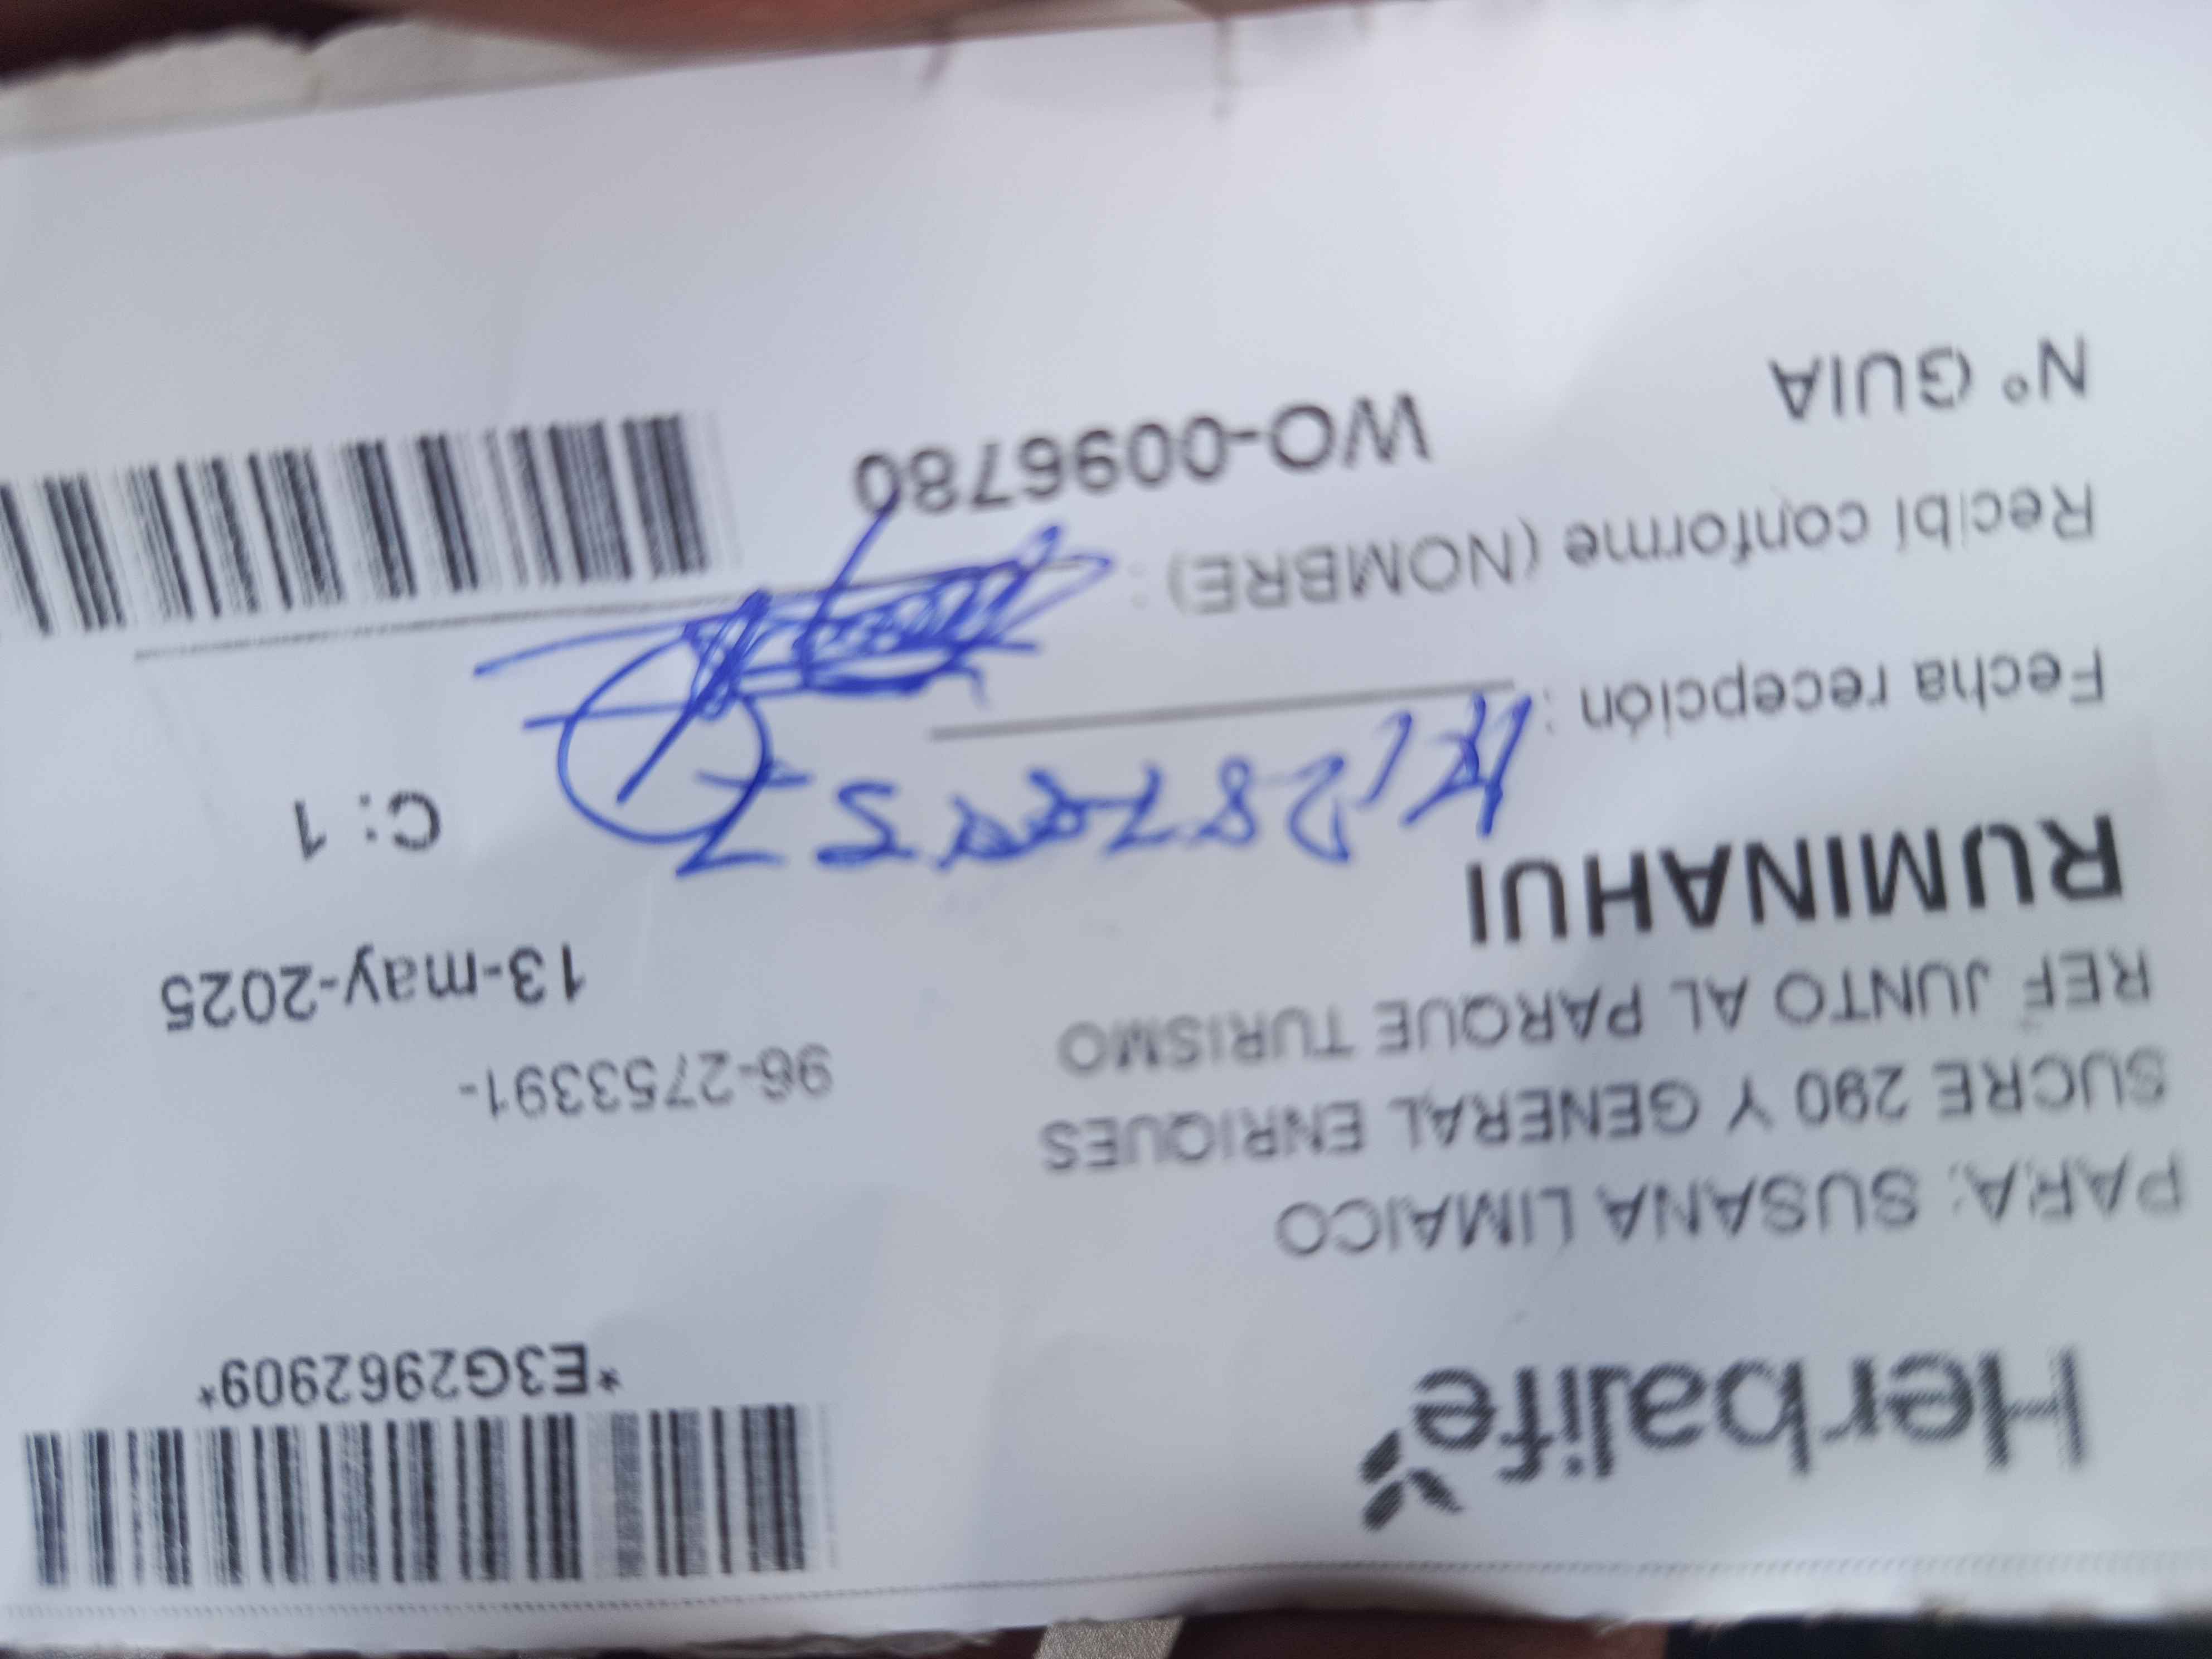 Herbalife
*E3G2962909*
PARA: SUSANA LIMAICO
SUCRE 290 Y GENERAL ENRIQUES
96-2753391-
REF JUNTO AL PARQUE TURISMO
13-may-2025
RUMINAHUI
C: 1
Fecha recepción :
Recibí conforme (NOMBRE) :
WO-0096780
N° GUIA